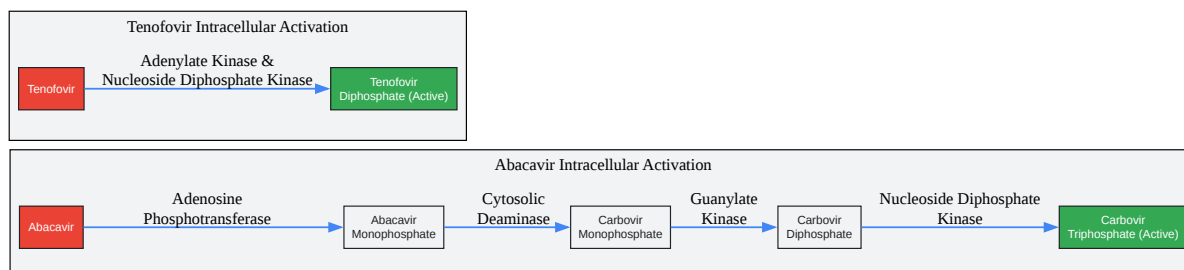 Tenofovir Intracellular Activation
Adenylate Kinase &
Nucleoside Diphosphate Kinase
Tenofovir
Tenofovir
Diphosphate (Active)
Abacavir Intracellular Activation
Adenosine
Phosphotransferase
Cytosolic
Deaminase
Guanylate
Kinase
Nucleoside Diphosphate
Kinase
Abacavir
Abacavir
Monophosphate
Carbovir
Monophosphate
Carbovir
Diphosphate
Carbovir
Triphosphate (Active)